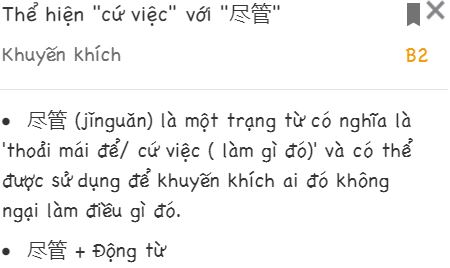 Thể hiện "cứ việc" với "尽管"
Khuyến khích
B2
• 尽管 (jǐnguǎn) là một trạng từ có nghĩa là
'thoải mái để/ cứ việc ( làm gì đó)' và có thể
được sử dụng để khuyến khích ai đó không
ngại làm điều gì đó.
• 尽管 + Động từ